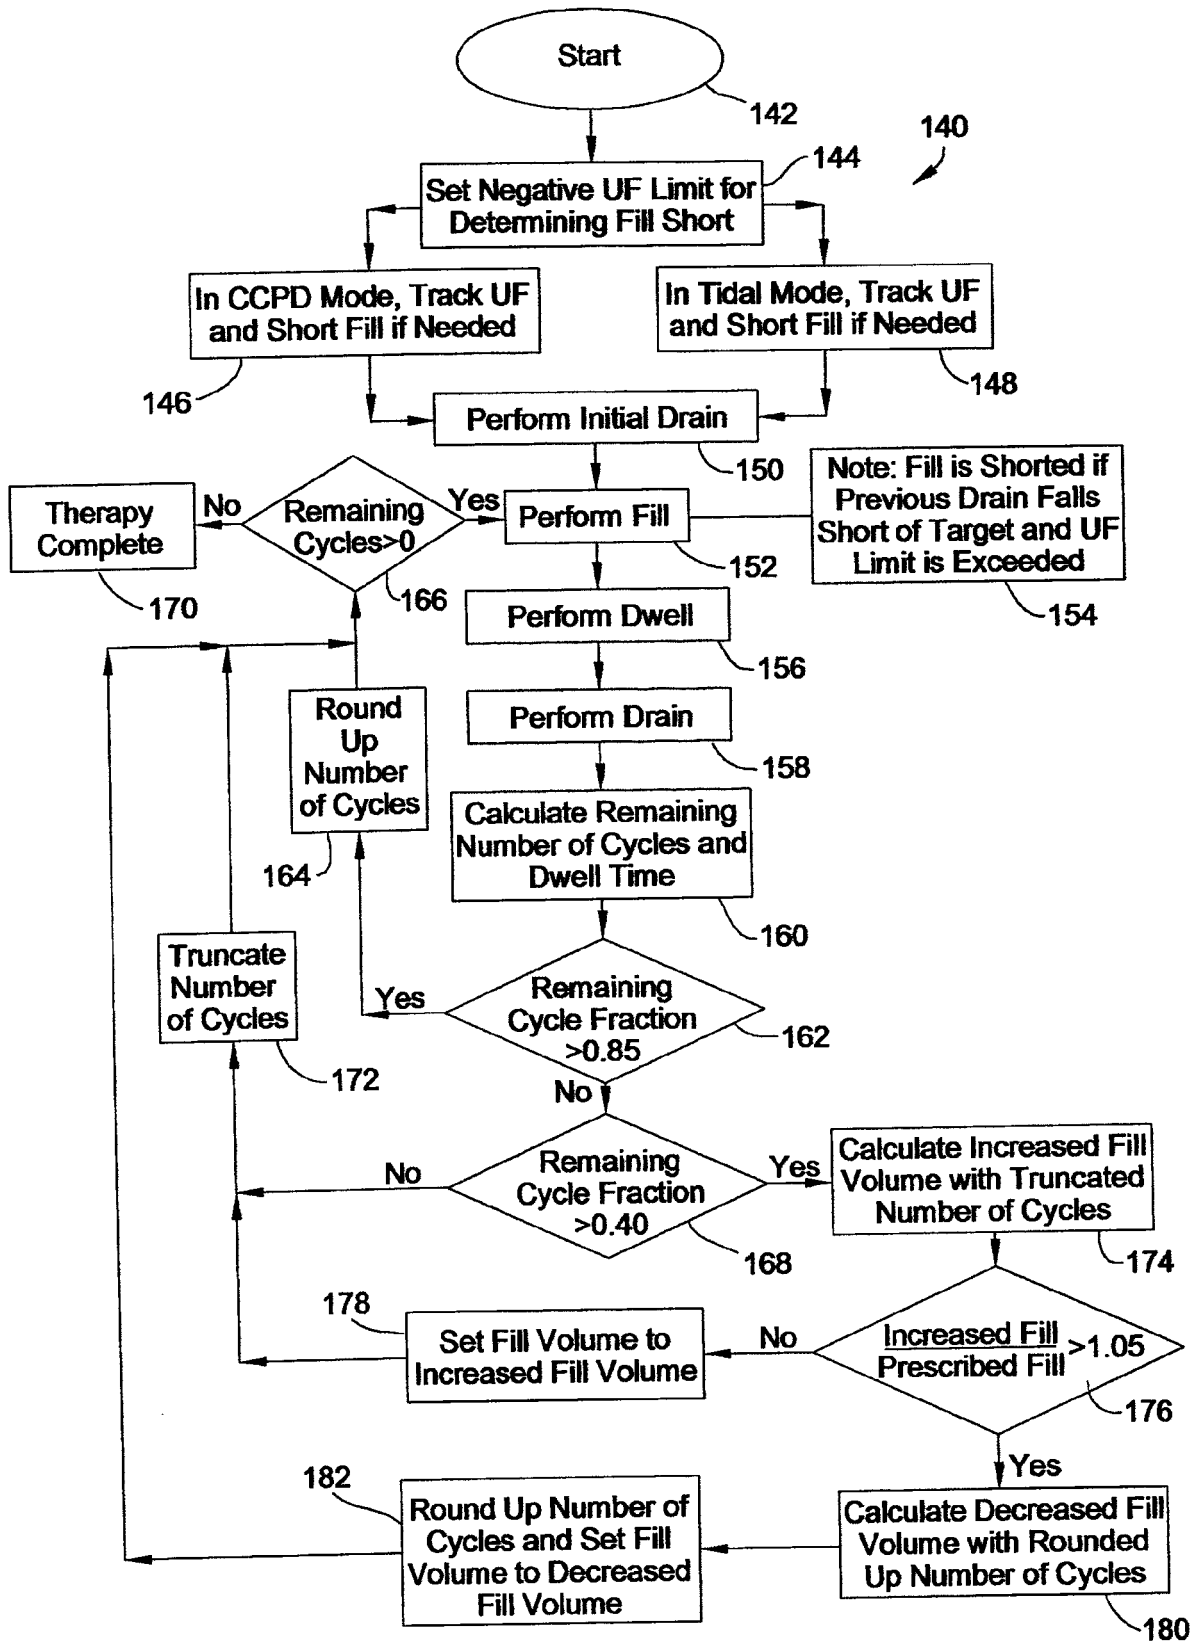 Start
142
140
144
Set Negative UF Limit for
Determining Fill Short
In CCPD Mode, Track UF
and Short Fill if Needed
146
In Tidal Mode, Track UF
and Short Fill if Needed
148
Perform Initial Drain
150
Note: Fill is Shorted if
Previous Drain Falls
Short of Target and UF
Limit is Exceeded
154
Therapy
Complete
170
No
Remaining
Cycles>0
166
Yes
Perform Fill
152
Perform Dwell
156
Perform Drain
158
Round
Up
Number
of Cycles
164
Calculate Remaining
Number of Cycles and
Dwell Time
160
Truncate
Number
of Cycles
172
Yes
Remaining
Cycle Fraction
>0.85
162
No
No
Remaining
Cycle Fraction
>0.40
168
Yes
Calculate Increased Fill
Volume with Truncated
Number of Cycles
174
178
Set Fill Volume to
Increased Fill Volume
No
Increased Fill
Prescribed Fill
>1.05
176
Yes
182
Round Up Number of
Cycles and Set Fill
Volume to Decreased
Fill Volume
Calculate Decreased Fill
Volume with Rounded
Up Number of Cycles
180